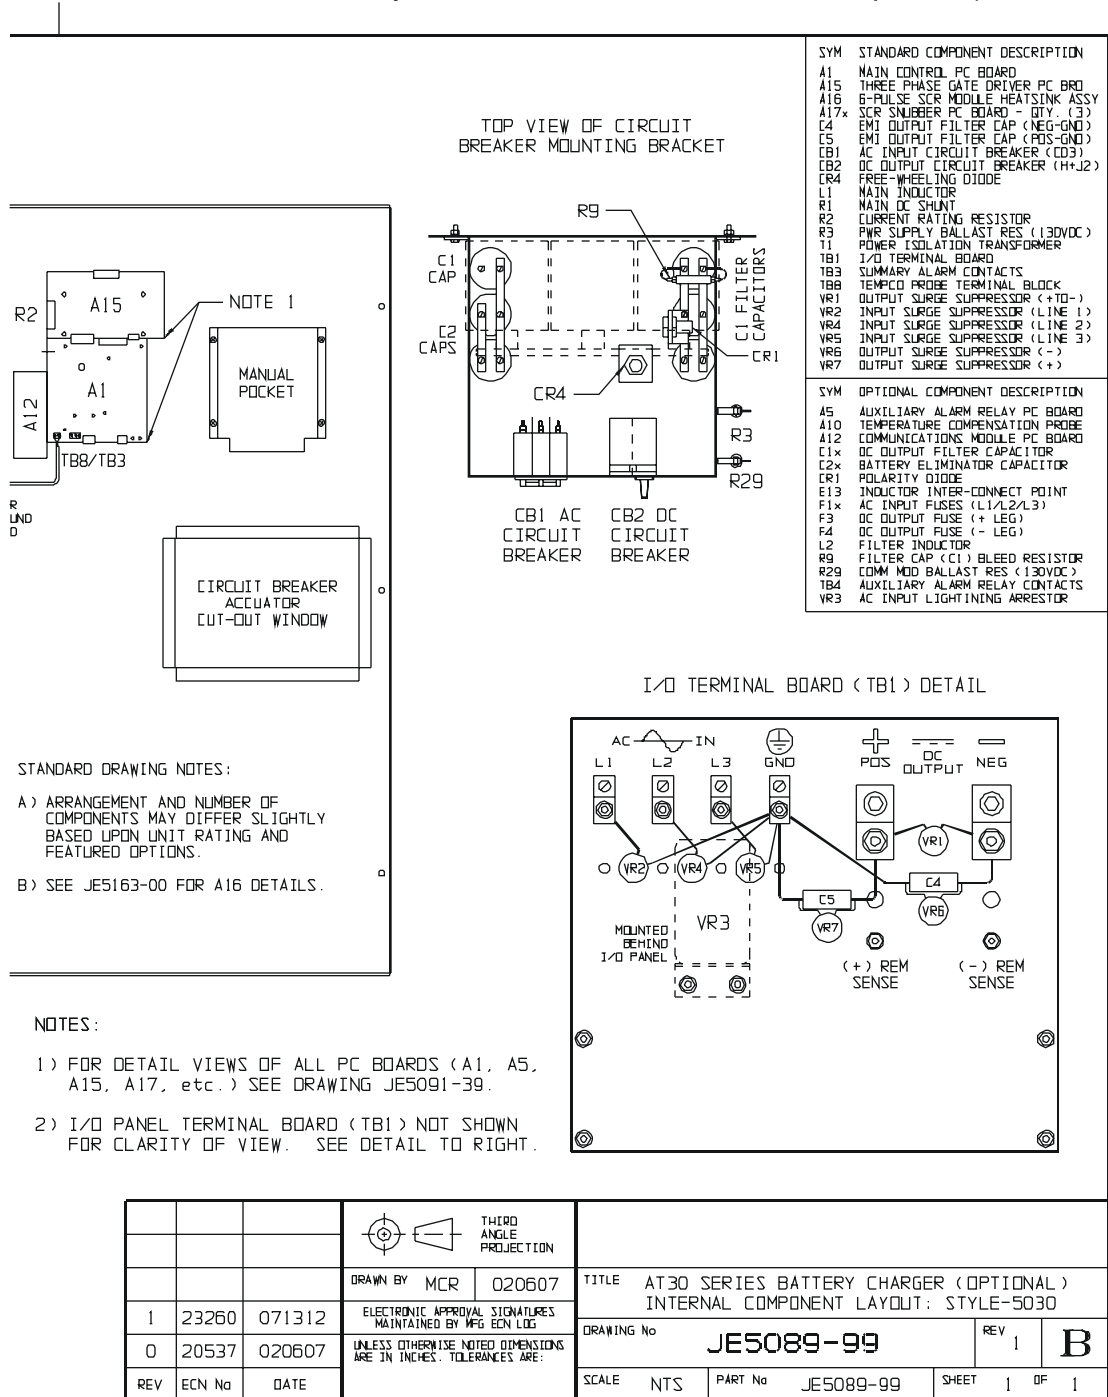 SYM STANDARD COMPONENT DESCRIPTION
A1 MAIN CONTROL PC BOARD
A15 THREE PHASE GATE DRIVER PC BRD
A16 6-PULSE SCR MODULE HEATSINK ASSY
A17x SCR SNUBBER PC BOARD - QTY. (3)
C4 EMI OUTPUT FILTER CAP (NEG-GND)
C5 EMI OUTPUT FILTER CAP (POS-GND)
CB1 AC INPUT CIRCUIT BREAKER (CD3)
CB2 DC OUTPUT CIRCUIT BREAKER (H+J2)
CR4 FREE-WHEELING DIODE
L1 MAIN INDUCTOR
R1 MAIN DC SHUNT
R2 CURRENT RATING RESISTOR
R3 PWR SUPPLY BALLAST RES (130VDC)
T1 POWER ISOLATION TRANSFORMER
TB1 I/O TERMINAL BOARD
TB3 SUMMARY ALARM CONTACTS
TB8 TEMPCO PROBE TERMINAL BLOCK
VR1 OUTPUT SURGE SUPPRESSOR (+TO-)
VR2 INPUT SURGE SUPPRESSOR (LINE 1)
VR4 INPUT SURGE SUPPRESSOR (LINE 2)
VR5 INPUT SURGE SUPPRESSOR (LINE 3)
VR6 OUTPUT SURGE SUPPRESSOR (-)
VR7 OUTPUT SURGE SUPPRESSOR (+)
SYM OPTIONAL COMPONENT DESCRIPTION
A5 AUXILIARY ALARM RELAY PC BOARD
A10 TEMPERATURE COMPENSATION PROBE
A12 COMMUNICATIONS MODULE PC BOARD
C1x DC OUTPUT FILTER CAPACITOR
C2x BATTERY ELIMINATOR CAPACITOR
CR1 POLARITY DIODE
E13 INDUCTOR INTER-CONNECT POINT
F1x AC INPUT FUSES (L1/L2/L3)
F3 DC OUTPUT FUSE (+ LEG)
F4 DC OUTPUT FUSE (- LEG)
L2 FILTER INDUCTOR
R9 FILTER CAP (C1) BLEED RESISTOR
R29 COMM MOD BALLAST RES (130VDC)
TB4 AUXILIARY ALARM RELAY CONTACTS
VR3 AC INPUT LIGHTINING ARRESTOR
TOP VIEW OF CIRCUIT
BREAKER MOUNTING BRACKET
R9
C1
CAP
C2
CAPS
C1 FILTER
CAPACITORS
CR1
CR4
R3
R29
CB1 AC
CIRCUIT
BREAKER
CB2 DC
CIRCUIT
BREAKER
R2
A15
NOTE 1
A1
A12
MANUAL
POCKET
TB8/TB3
R
UND
D
CIRCUIT BREAKER
ACCUATOR
CUT-OUT WINDOW
STANDARD DRAWING NOTES:
A) ARRANGEMENT AND NUMBER OF
COMPONENTS MAY DIFFER SLIGHTLY
BASED UPON UNIT RATING AND
FEATURED OPTIONS.
B) SEE JE5163-00 FOR A16 DETAILS.
I/O TERMINAL BOARD (TB1) DETAIL
AC IN
L1 L2 L3 GND
POS DC OUTPUT NEG
VR2 VR4 VR5
VR1
C4
VR6
C5
VR7
VR3
MOUNTED
BEHIND
I/O PANEL
(+) REM
SENSE
(-) REM
SENSE
NOTES:
1) FOR DETAIL VIEWS OF ALL PC BOARDS (A1, A5,
A15, A17, etc.) SEE DRAWING JE5091-39.
2) I/O PANEL TERMINAL BOARD (TB1) NOT SHOWN
FOR CLARITY OF VIEW. SEE DETAIL TO RIGHT.
THIRD
ANGLE
PROJECTION
DRAWN BY MCR 020607
ELECTRONIC APPROVAL SIGNATURES
MAINTAINED BY MFG ECN LOG
UNLESS OTHERWISE NOTED DIMENSIONS
ARE IN INCHES. TOLERANCES ARE:
1 23260 071312
0 20537 020607
REV ECN No DATE
TITLE AT30 SERIES BATTERY CHARGER (OPTIONAL)
INTERNAL COMPONENT LAYOUT: STYLE-5030
DRAWING No JE5089-99 REV 1 B
SCALE NTS PART No JE5089-99 SHEET 1 OF 1